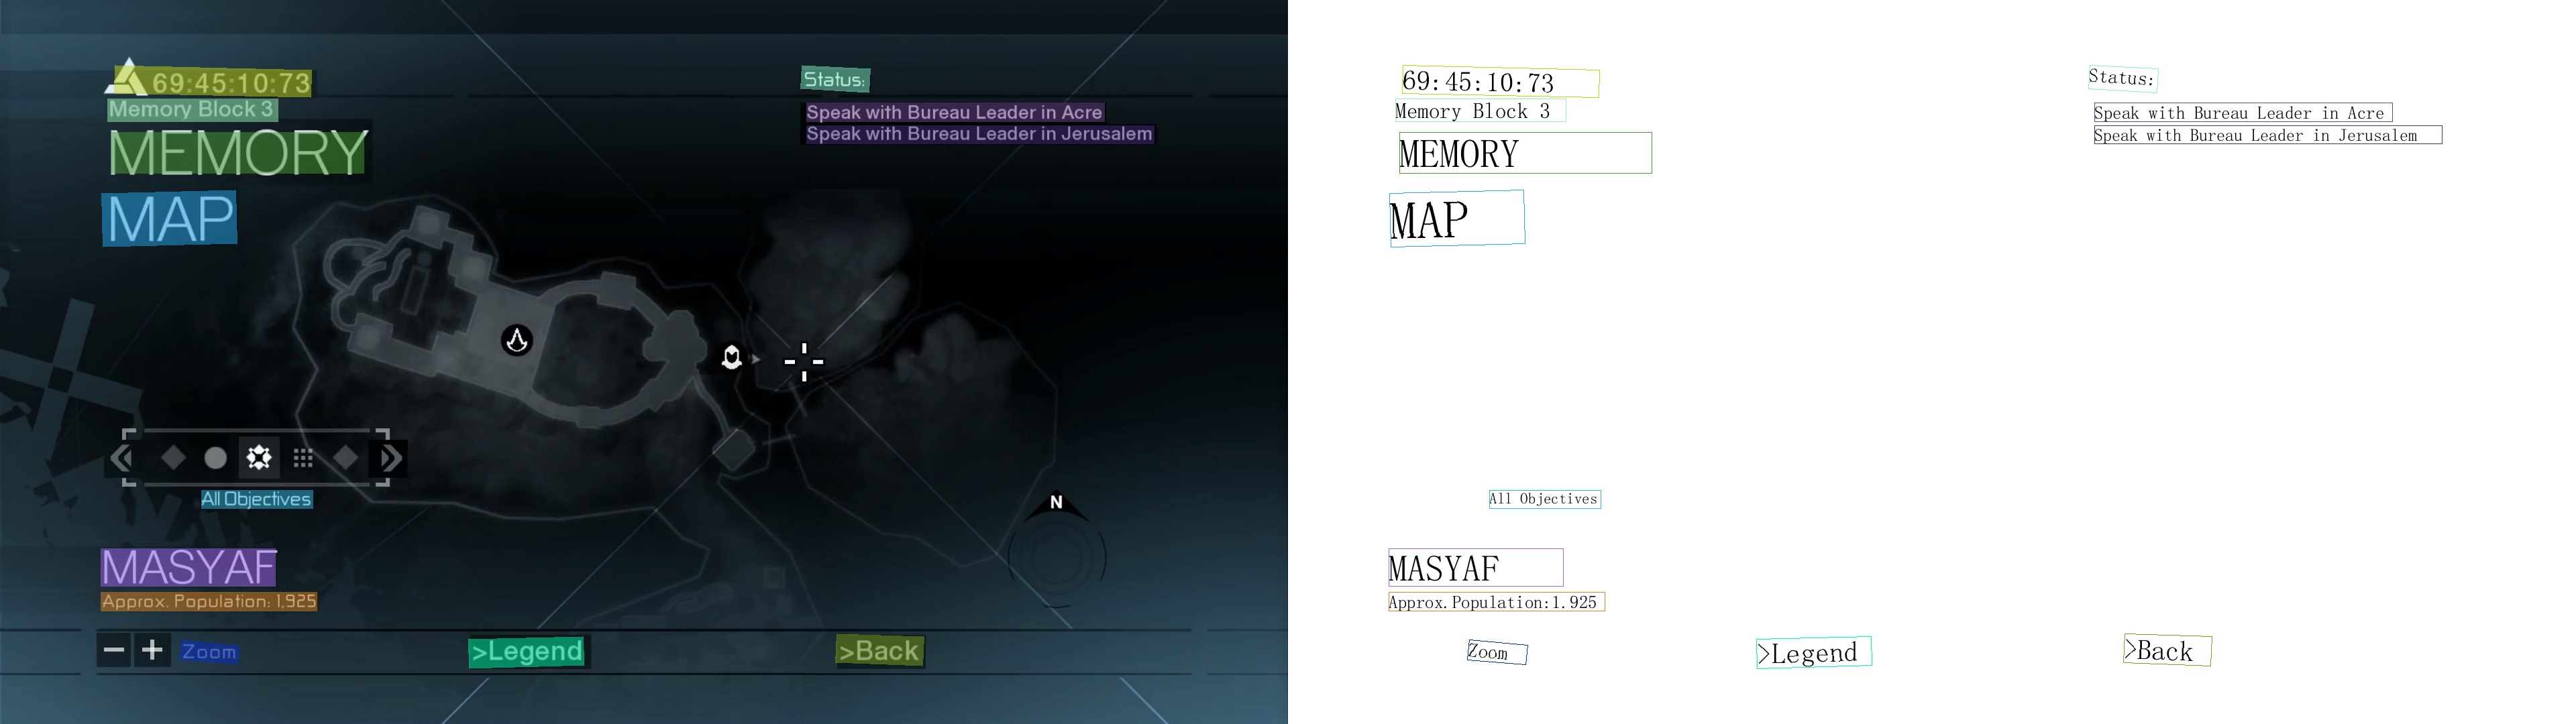 69:45:10:73
Memory Block 3
MEMORY
MAP
Status:
Speak with Bureau Leader in Acre
Speak with Bureau Leader in Jerusalem
All Objectives
N
MASYAF
Approx. Population: 1,925
Zoom
>Legend
>Back
69:45:10:73
Memory Block 3
MEMORY
MAP
Status:
Speak with Bureau Leader in Acre
Speak with Bureau Leader in Jerusalem
All Objectives
MASYAF
Approx.Population:1.925
Zoom
>Legend
>Back